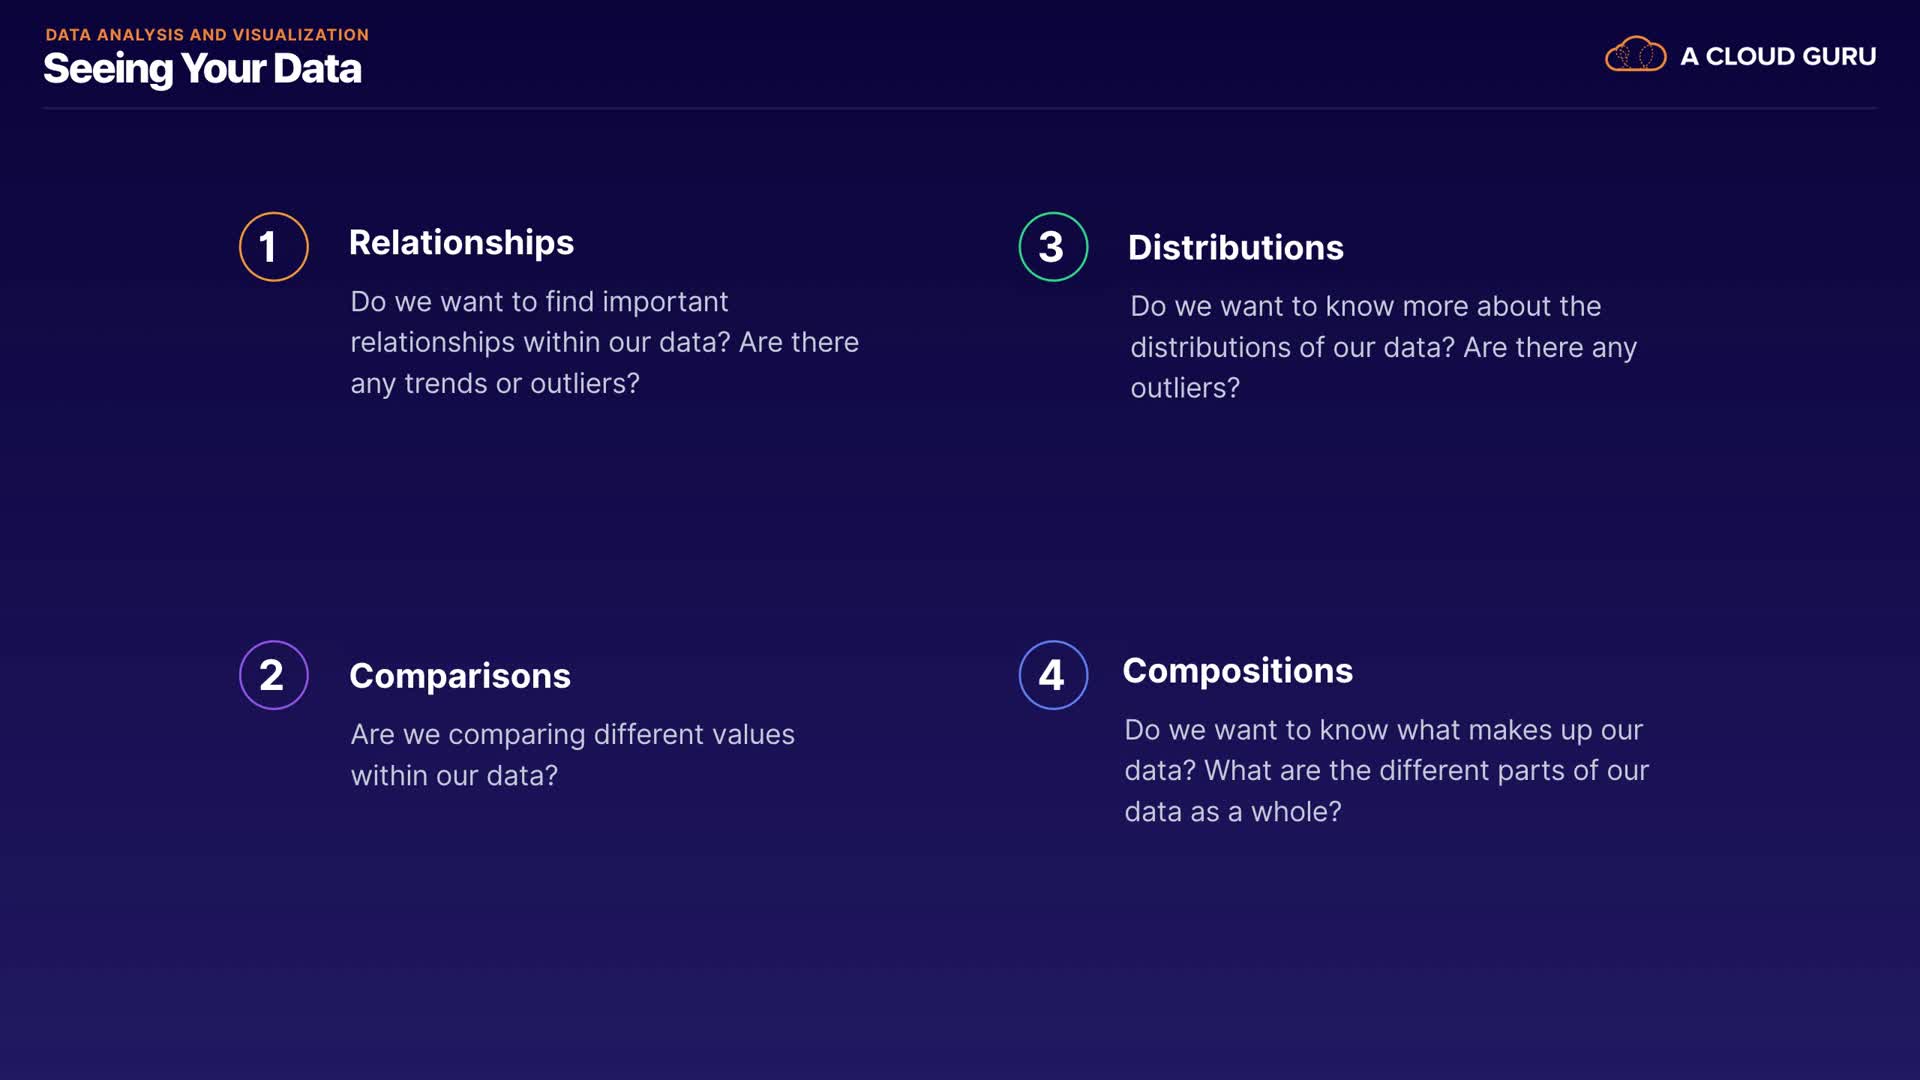 DATA ANALYSIS AND VISUALIZATION
Seeing Your Data
A CLOUD GURU
1
Relationships
Do we want to find important
relationships within our data? Are there
any trends or outliers?
2
Comparisons
Are we comparing different values
within our data?
3
Distributions
Do we want to know more about the
distributions of our data? Are there any
outliers?
4
Compositions
Do we want to know what makes up our
data? What are the different parts of our
data as a whole?